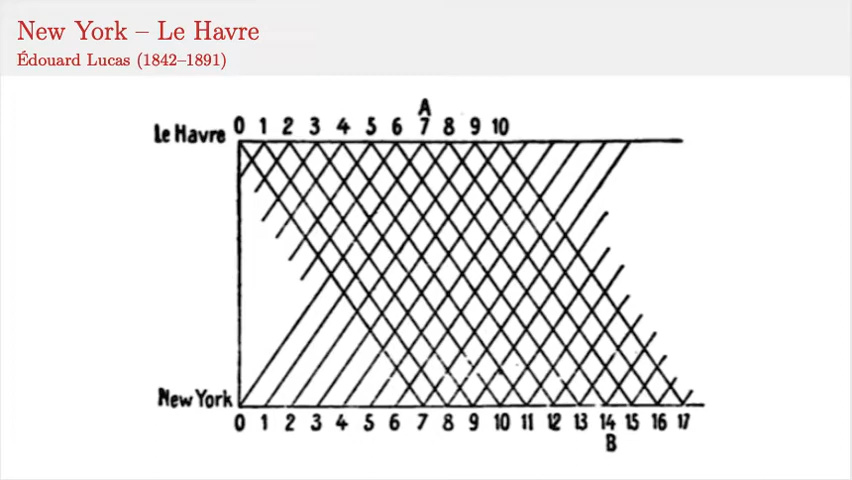 New York – Le Havre
Édouard Lucas (1842–1891)
A
Le Havre 0 1 2 3 4 5 6 7 8 9 10
New York
0 1 2 3 4 5 6 7 8 9 10 11 12 13 14 15 16 17
B